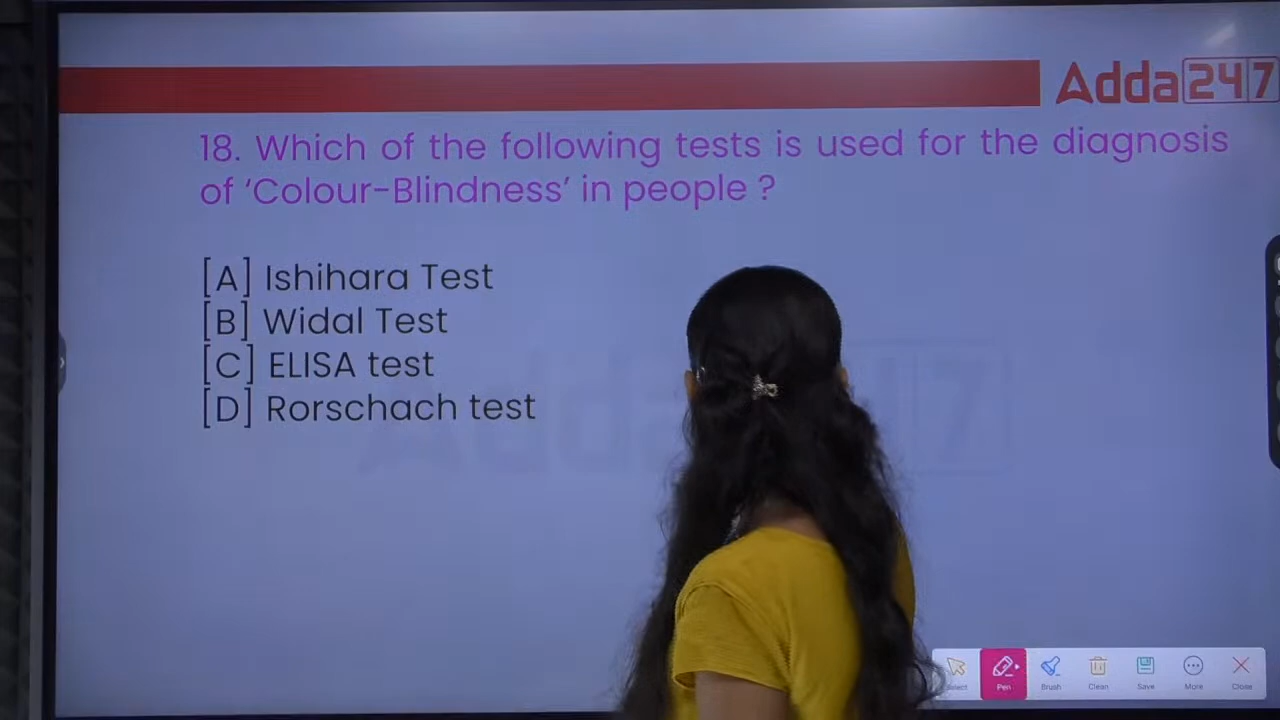 Adda247
18. Which of the following tests is used for the diagnosis
of ‘Colour-Blindness’ in people ?
[A] Ishihara Test
[B] Widal Test
[C] ELISA test
[D] Rorschach test
Select Pen Brush Clean Save More Close